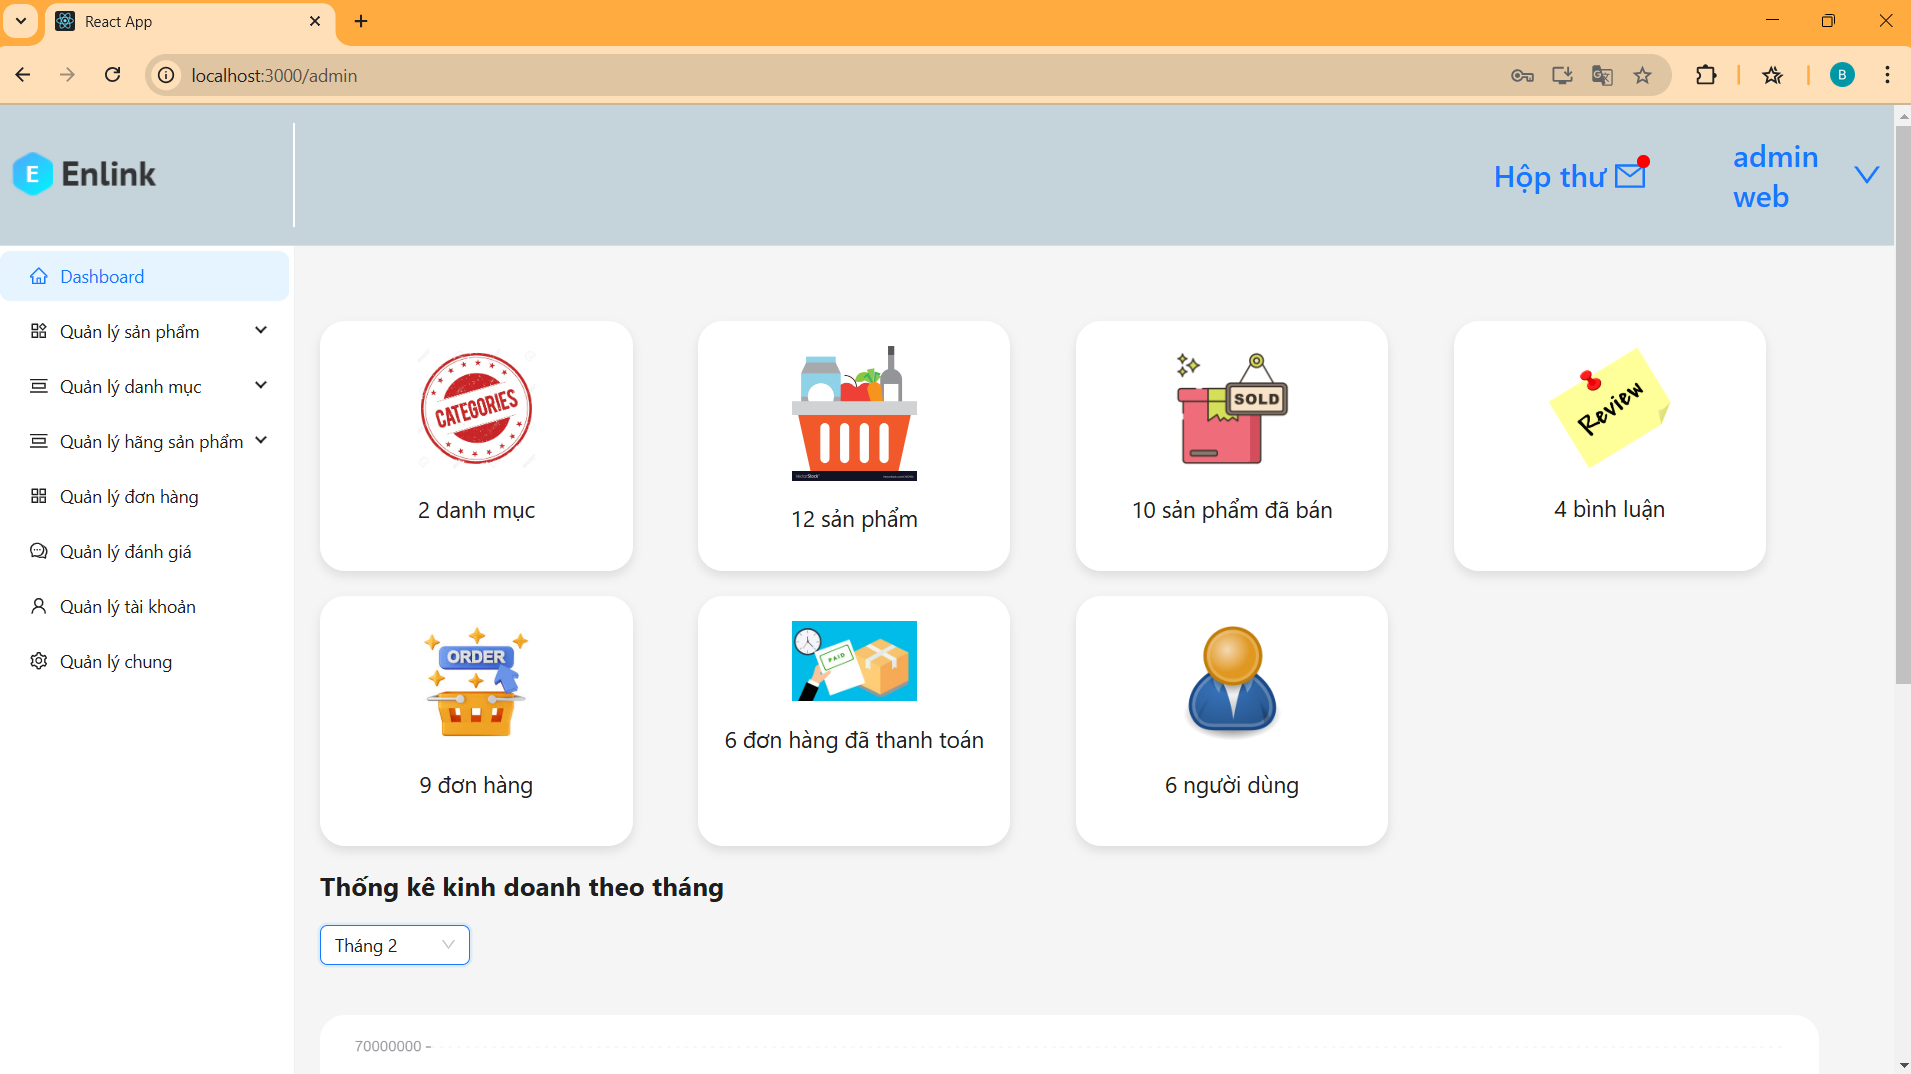 React App
localhost:3000/admin
B
E Enlink
Hộp thư
admin
web
Dashboard
Quản lý sản phẩm
Quản lý danh mục
Quản lý hãng sản phẩm
Quản lý đơn hàng
Quản lý đánh giá
Quản lý tài khoản
Quản lý chung
CATEGORIES
2 danh mục
12 sản phẩm
SOLD
10 sản phẩm đã bán
Review
4 bình luận
ORDER
9 đơn hàng
PAID
6 đơn hàng đã thanh toán
6 người dùng
Thống kê kinh doanh theo tháng
Tháng 2
70000000